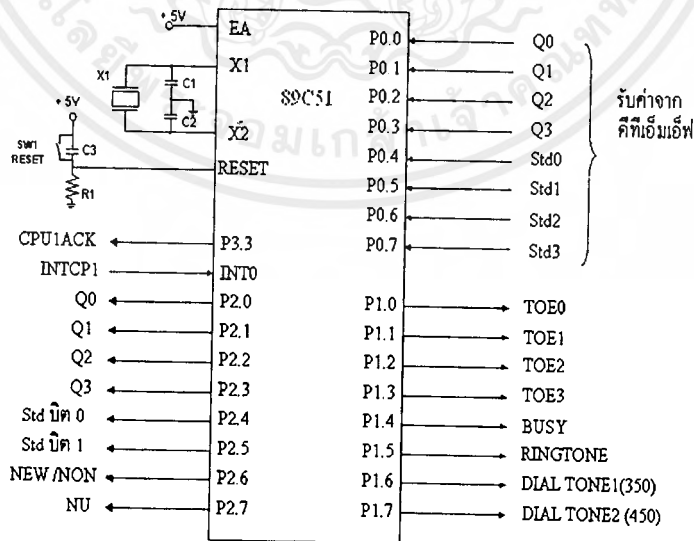 +5V
EA
X1
X1
C1
C2
X2
89C51
+ 5V
SW1
RESET
C3
R1
RESET
CPU1ACK P3.3
INTCP1 INT0
Q0 P2.0
Q1 P2.1
Q2 P2.2
Q3 P2.3
Std บิต 0 P2.4
Std บิต 1 P2.5
NEW/NON P2.6
NU P2.7
P0.0 Q0
P0.1 Q1
P0.2 Q2
P0.3 Q3
P0.4 Std0
P0.5 Std1
P0.6 Std2
P0.7 Std3
รับค่าจาก
ดีทีเอ็มเอ็ฟ
P1.0 TOE0
P1.1 TOE1
P1.2 TOE2
P1.3 TOE3
P1.4 BUSY
P1.5 RINGTONE
P1.6 DIAL TONE1(350)
P1.7 DIAL TONE2 (450)